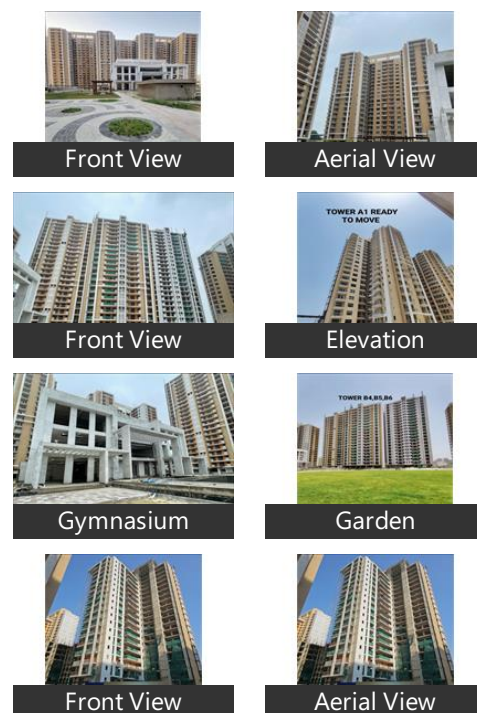 Front View
Aerial View
Front View
TOWER A1 READY
TO MOVE
Elevation
Gymnasium
TOWER B4,B5,B6
Garden
Front View
Aerial View